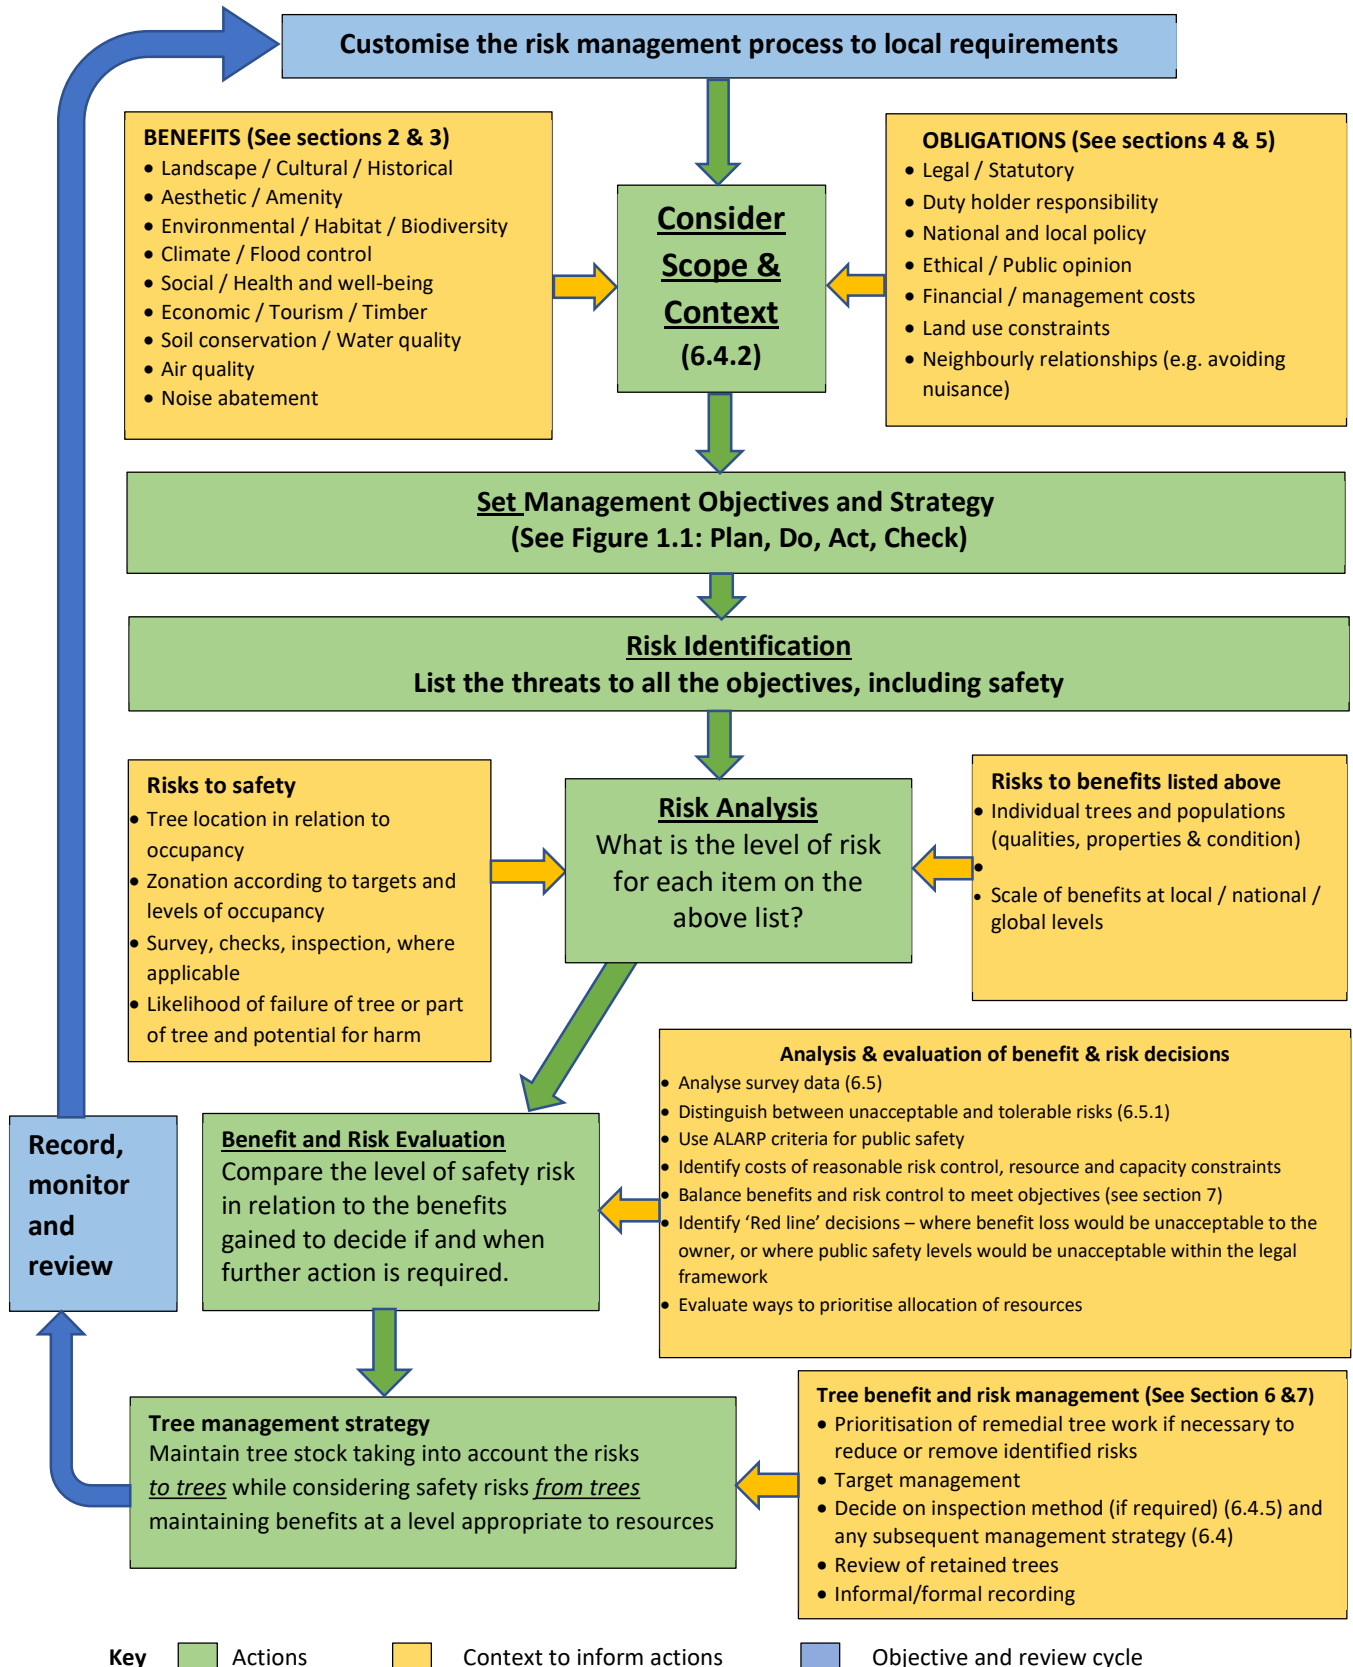 Customise the risk management process to local requirements
BENEFITS (See sections 2 & 3)
• Landscape / Cultural / Historical
• Aesthetic / Amenity
• Environmental / Habitat / Biodiversity
• Climate / Flood control
• Social / Health and well-being
• Economic / Tourism / Timber
• Soil conservation / Water quality
• Air quality
• Noise abatement
Consider
Scope &
Context
(6.4.2)
OBLIGATIONS (See sections 4 & 5)
• Legal / Statutory
• Duty holder responsibility
• National and local policy
• Ethical / Public opinion
• Financial / management costs
• Land use constraints
• Neighbourly relationships (e.g. avoiding
nuisance)
Set Management Objectives and Strategy
(See Figure 1.1: Plan, Do, Act, Check)
Risk Identification
List the threats to all the objectives, including safety
Risks to safety
• Tree location in relation to
occupancy
• Zonation according to targets and
levels of occupancy
• Survey, checks, inspection, where
applicable
• Likelihood of failure of tree or part
of tree and potential for harm
Risk Analysis
What is the level of risk
for each item on the
above list?
Risks to benefits listed above
• Individual trees and populations
(qualities, properties & condition)
•
• Scale of benefits at local / national /
global levels
Analysis & evaluation of benefit & risk decisions
• Analyse survey data (6.5)
• Distinguish between unacceptable and tolerable risks (6.5.1)
• Use ALARP criteria for public safety
• Identify costs of reasonable risk control, resource and capacity constraints
• Balance benefits and risk control to meet objectives (see section 7)
• Identify ‘Red line’ decisions – where benefit loss would be unacceptable to the
owner, or where public safety levels would be unacceptable within the legal
framework
• Evaluate ways to prioritise allocation of resources
Benefit and Risk Evaluation
Compare the level of safety risk
in relation to the benefits
gained to decide if and when
further action is required.
Record,
monitor
and
review
Tree management strategy
Maintain tree stock taking into account the risks
to trees while considering safety risks from trees
maintaining benefits at a level appropriate to resources
Tree benefit and risk management (See Section 6 &7)
• Prioritisation of remedial tree work if necessary to
reduce or remove identified risks
• Target management
• Decide on inspection method (if required) (6.4.5) and
any subsequent management strategy (6.4)
• Review of retained trees
• Informal/formal recording
Key Actions Context to inform actions Objective and review cycle